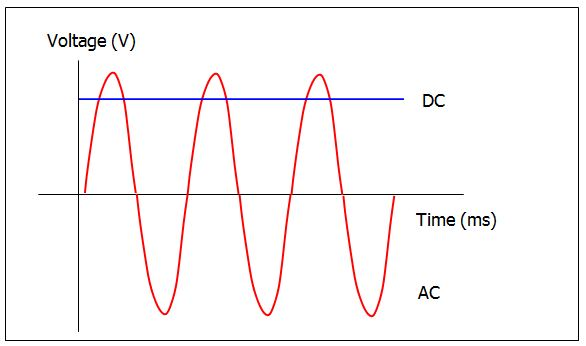 Voltage (V)
DC
Time (ms)
AC